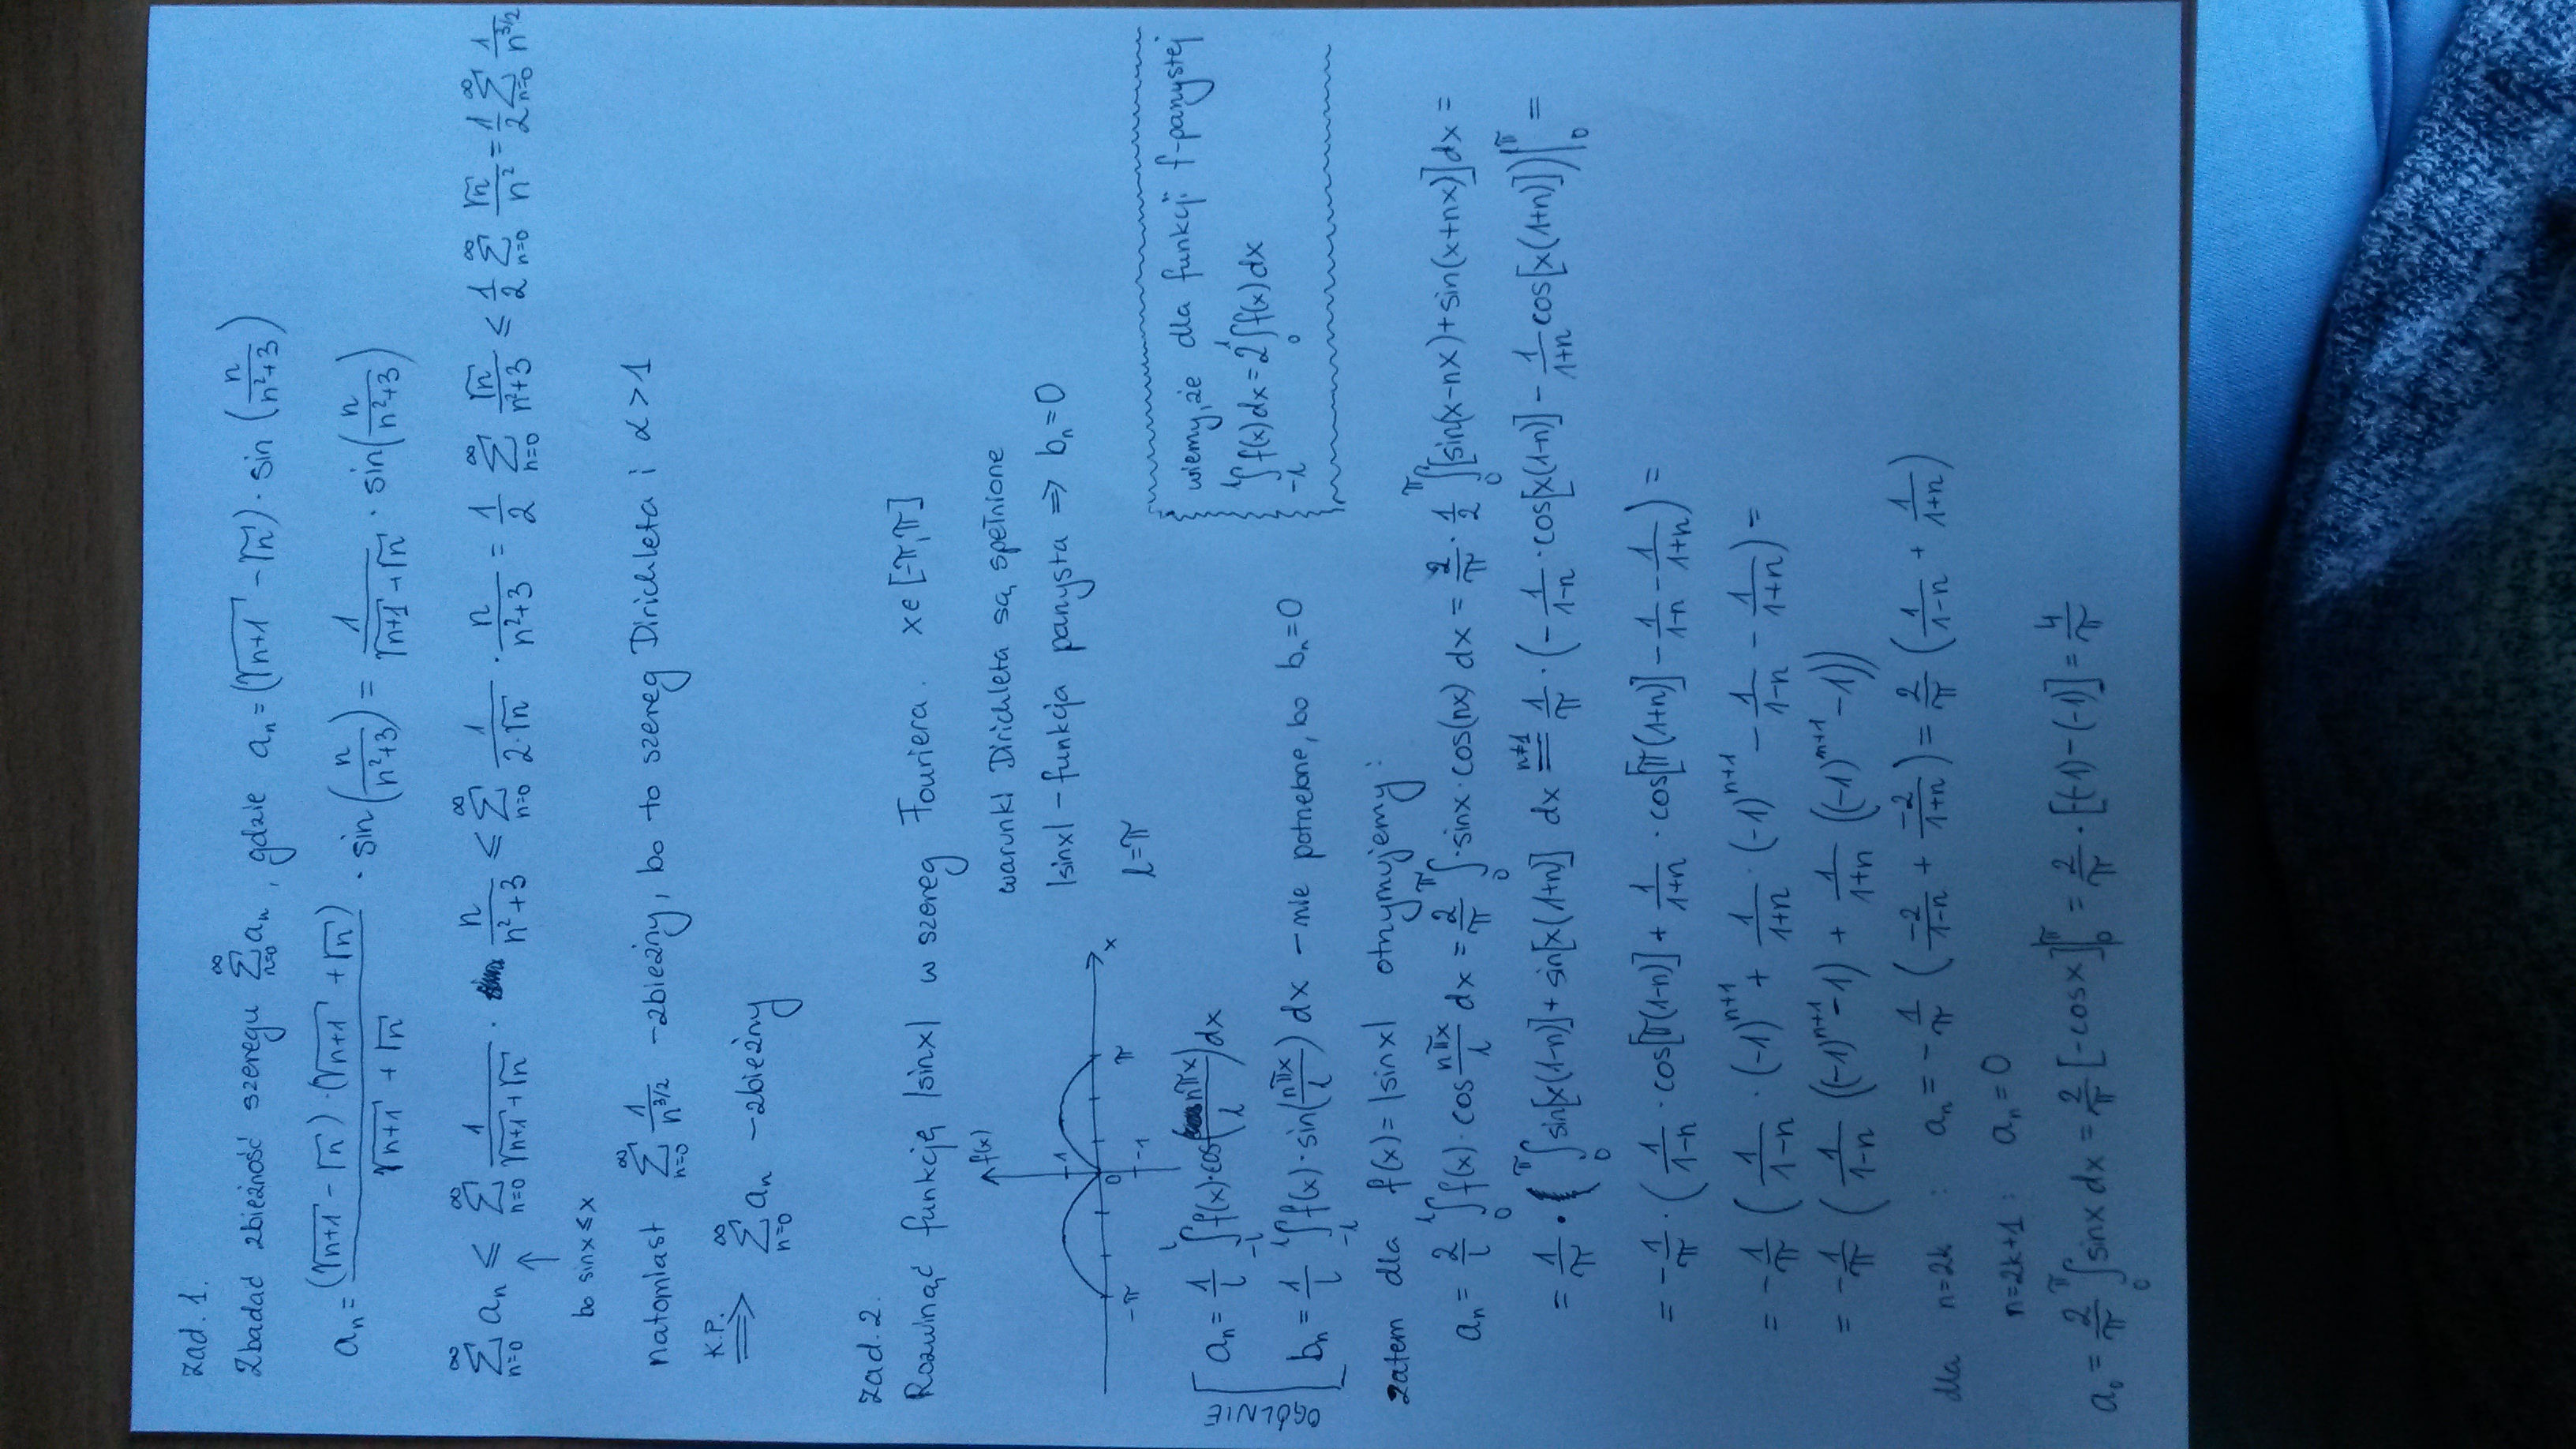 zad. 1.
Zbadać zbieżność szeregu $\sum_{n=0}^{\infty} a_n$, gdzie $a_n = (\sqrt{n+1} - \sqrt{n}) \cdot \sin\left(\frac{n}{n^2+3}\right)$
$a_n = \frac{(\sqrt{n+1} - \sqrt{n}) \cdot (\sqrt{n+1} + \sqrt{n})}{\sqrt{n+1} + \sqrt{n}} \cdot \sin\left(\frac{n}{n^2+3}\right) = \frac{1}{\sqrt{n+1} + \sqrt{n}} \cdot \sin\left(\frac{n}{n^2+3}\right)$
$\sum_{n=0}^{\infty} a_n \leq \sum_{n=0}^{\infty} \frac{1}{\sqrt{n+1} + \sqrt{n}} \cdot \frac{n}{n^2+3} \leq \sum_{n=0}^{\infty} \frac{1}{2 \cdot \sqrt{n}} \cdot \frac{n}{n^2+3} = \frac{1}{2} \sum_{n=0}^{\infty} \frac{\sqrt{n}}{n^2+3} \leq \frac{1}{2} \sum_{n=0}^{\infty} \frac{\sqrt{n}}{n^2} = \frac{1}{2} \sum_{n=0}^{\infty} \frac{1}{n^{3/2}}$
↑
bo sinx ≤ x
natomiast $\sum_{n=0}^{\infty} \frac{1}{n^{3/2}}$ - zbieżny, bo to szereg Dirichleta i α > 1
K.P. $\Longrightarrow \sum_{n=0}^{\infty} a_n$ - zbieżny
zad. 2.
Rozwinąć funkcję |sinx| w szereg Fouriera. x∈[-π,π]
f(x)
1
-π 0 π x
-1
warunki Dirichleta są spełnione
|sinx| - funkcja parzysta ⇒ $b_n = 0$
l = π
OGÓLNIE
$a_n = \frac{1}{l} \int_{-l}^{l} f(x) \cdot \cos\left(\frac{n\pi x}{l}\right) dx$
$b_n = \frac{1}{l} \int_{-l}^{l} f(x) \cdot \sin\left(\frac{n\pi x}{l}\right) dx$ - nie potrzebne, bo $b_n = 0$
wiemy, że dla funkcji f-parzystej
$\int_{-l}^{l} f(x) dx = 2 \int_{0}^{l} f(x) dx$
zatem dla f(x) = |sinx| otrzymujemy:
$a_n = \frac{2}{l} \int_{0}^{l} f(x) \cdot \cos\frac{n\pi x}{l} dx = \frac{2}{\pi} \int_{0}^{\pi} \cdot \sin x \cdot \cos(nx) dx = \frac{2}{\pi} \cdot \frac{1}{2} \int_{0}^{\pi} [\sin(x-nx) + \sin(x+nx)] dx =$
$= \frac{1}{\pi} \cdot \left( \int_{0}^{\pi} \sin[x(1-n)] + \sin[x(1+n)] \, dx \overset{n \neq 1}{=} \frac{1}{\pi} \cdot \left( -\frac{1}{1-n} \cdot \cos[x(1-n)] - \frac{1}{1+n} \cos[x(1+n)] \right) \right|_{0}^{\pi} =$
$= -\frac{1}{\pi} \cdot \left( \frac{1}{1-n} \cdot \cos[\pi(1-n)] + \frac{1}{1+n} \cdot \cos[\pi(1+n)] - \frac{1}{1-n} - \frac{1}{1+n} \right) =$
$= -\frac{1}{\pi} \left( \frac{1}{1-n} \cdot (-1)^{n+1} + \frac{1}{1+n} \cdot (-1)^{n+1} - \frac{1}{1-n} - \frac{1}{1+n} \right) =$
$= -\frac{1}{\pi} \left( \frac{1}{1-n} ((-1)^{n+1} - 1) + \frac{1}{1+n} ((-1)^{n+1} - 1) \right)$
dla n=2k : $a_n = -\frac{1}{\pi} \left( \frac{-2}{1-n} + \frac{-2}{1+n} \right) = \frac{2}{\pi} \left( \frac{1}{1-n} + \frac{1}{1+n} \right)$
n=2k+1 : $a_n = 0$
$a_0 = \frac{2}{\pi} \int_{0}^{\pi} \sin x \, dx = \frac{2}{\pi} [-\cos x] \big|_{0}^{\pi} = \frac{2}{\pi} \cdot [-(-1) - (-1)] = \frac{4}{\pi}$